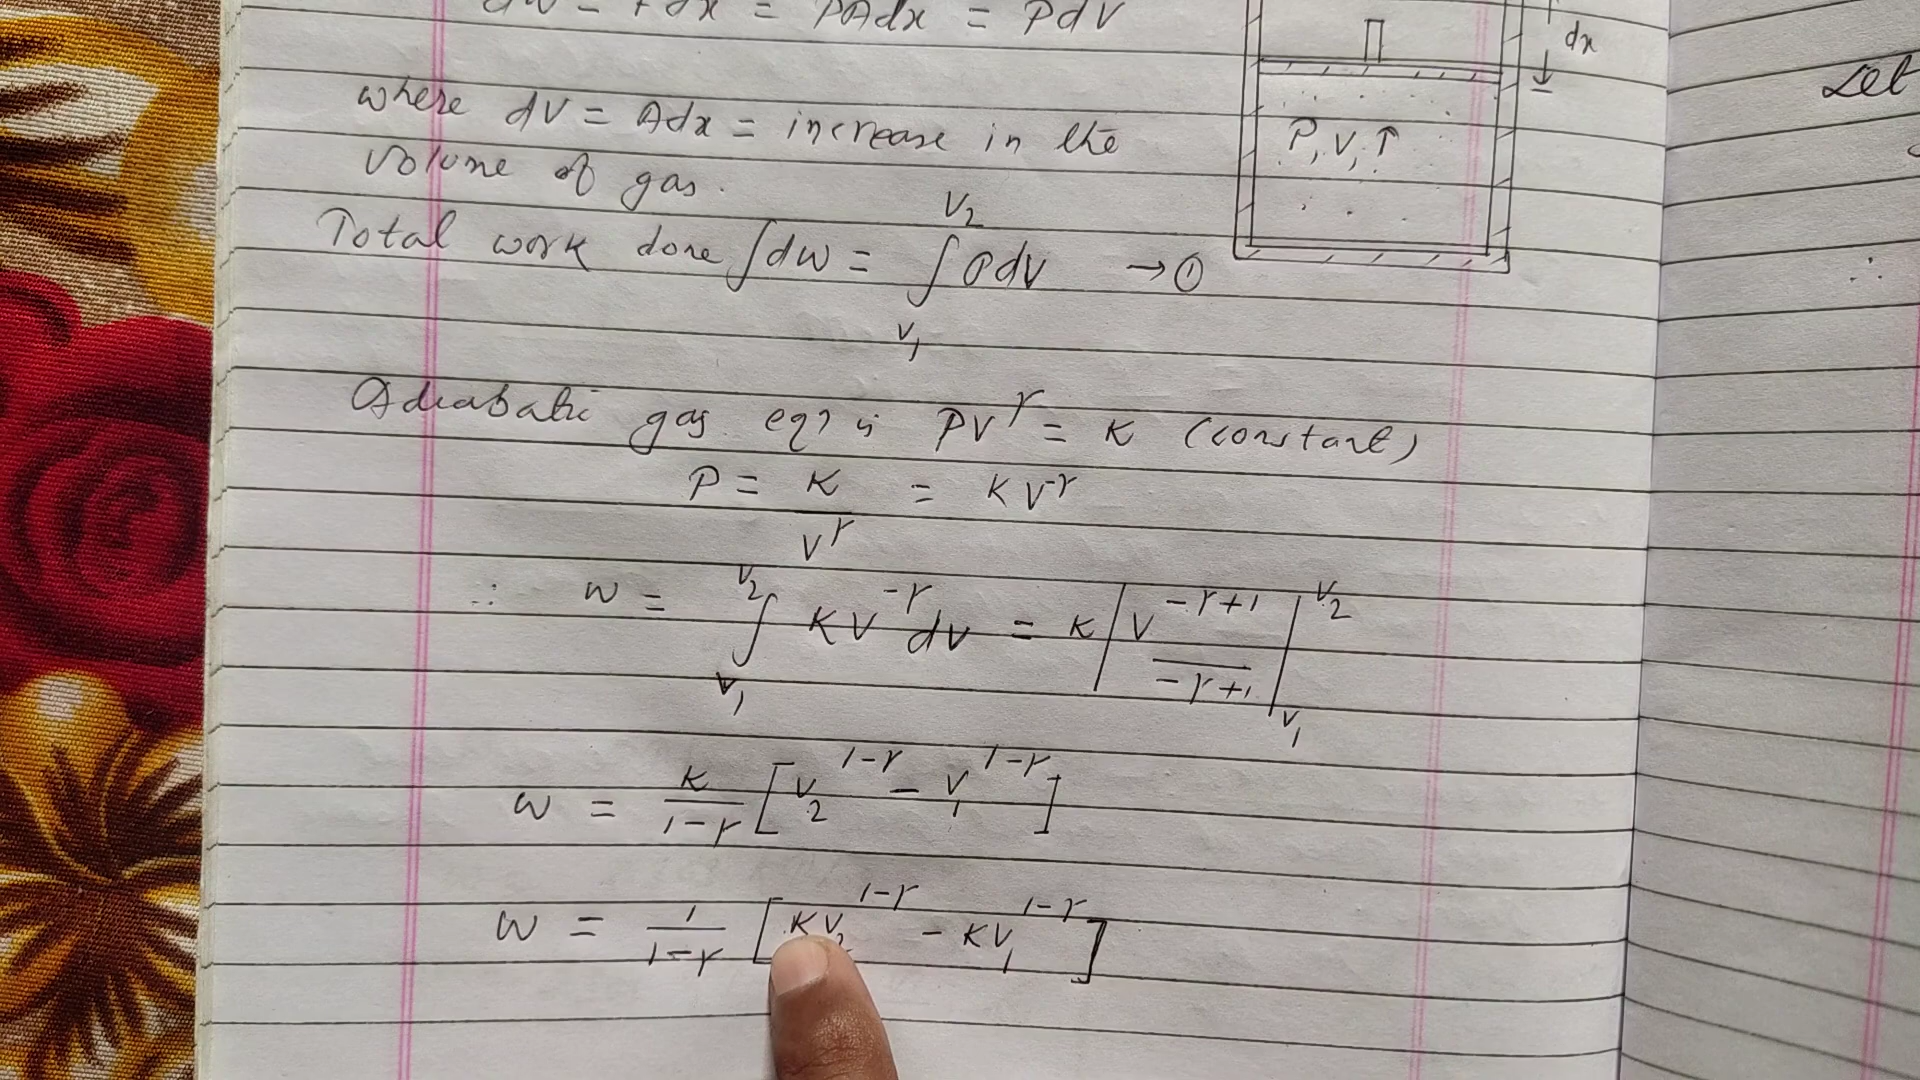 dw = Fdx = PAdx = PdV
dx
Let
where dV = Adx = increase in the
P, V, T
volume of gas.
Total work done ∫dw = ∫_{V₁}^{V₂} PdV → ①
∴
Adiabatic gas eqn is PV^γ = K (constant)
P = K/V^γ = KV^{-γ}
∴ W = ∫_{V₁}^{V₂} KV^{-γ} dV = K |V^{-γ+1}/(-γ+1)|_{V₁}^{V₂}
W = K/(1-γ) [V₂^{1-γ} - V₁^{1-γ}]
W = 1/(1-γ) [KV₂^{1-γ} - KV₁^{1-γ}]